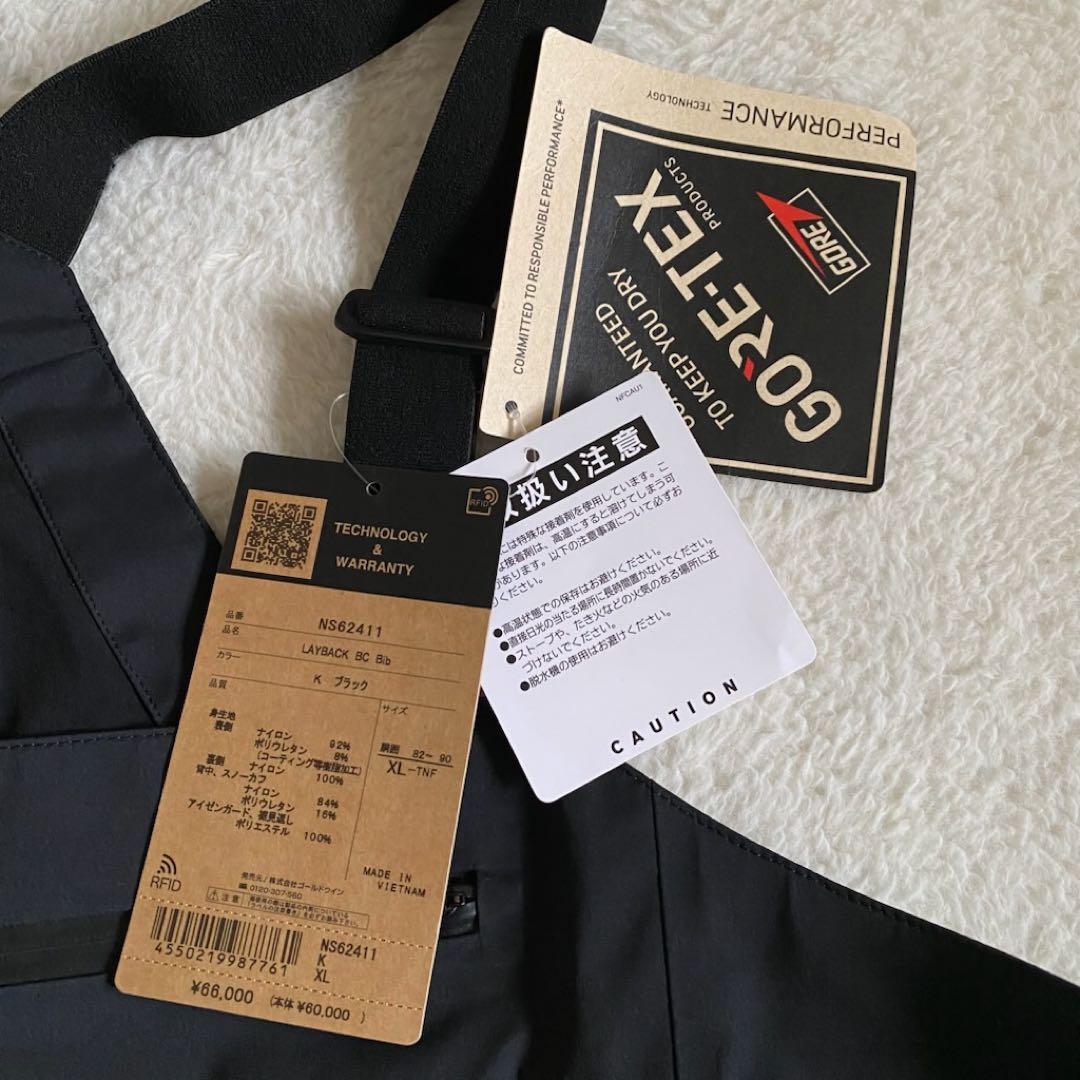 PERFORMANCE TECHNOLOGY
COMMITTED TO RESPONSIBLE PERFORMANCE*
TO KEEP YOU DRY
GORE-TEX
PRODUCTS
GORE
NFCAU1
扱い注意
には特殊な接着剤を使用しています。こ
な接着剤は、高温にすると溶けてしまう可
があります。以下の注意事項について必ずお
ください。
●高温状態での保存はお避けください。
●直接日光の当たる場所に長時間置かないでください。
●ストーブや、たき火などの火気のある場所に近
づけないでください。
●脱水機の使用はお避けください。
CAUTION
RFID
TECHNOLOGY
&
WARRANTY
品番 NS62411
品名 LAYBACK BC Bib
カラー K ブラック
品質
サイズ
胴囲 82～ 90
XL-TNF
身生地
表側
ナイロン 92%
ポリウレタン 8%
(コーティング等樹脂加工)
裏側 ナイロン 100%
背中、スノーカフ
ナイロン 84%
ポリウレタン 16%
アイゼンガード、裾見返し
ポリエステル 100%
MADE IN
VIETNAM
RFID
発売元/株式会社ゴールドウイン
0120-307-560
注意
4550219987761
NS62411
K
XL
¥66,000 (本体 ¥60,000 )